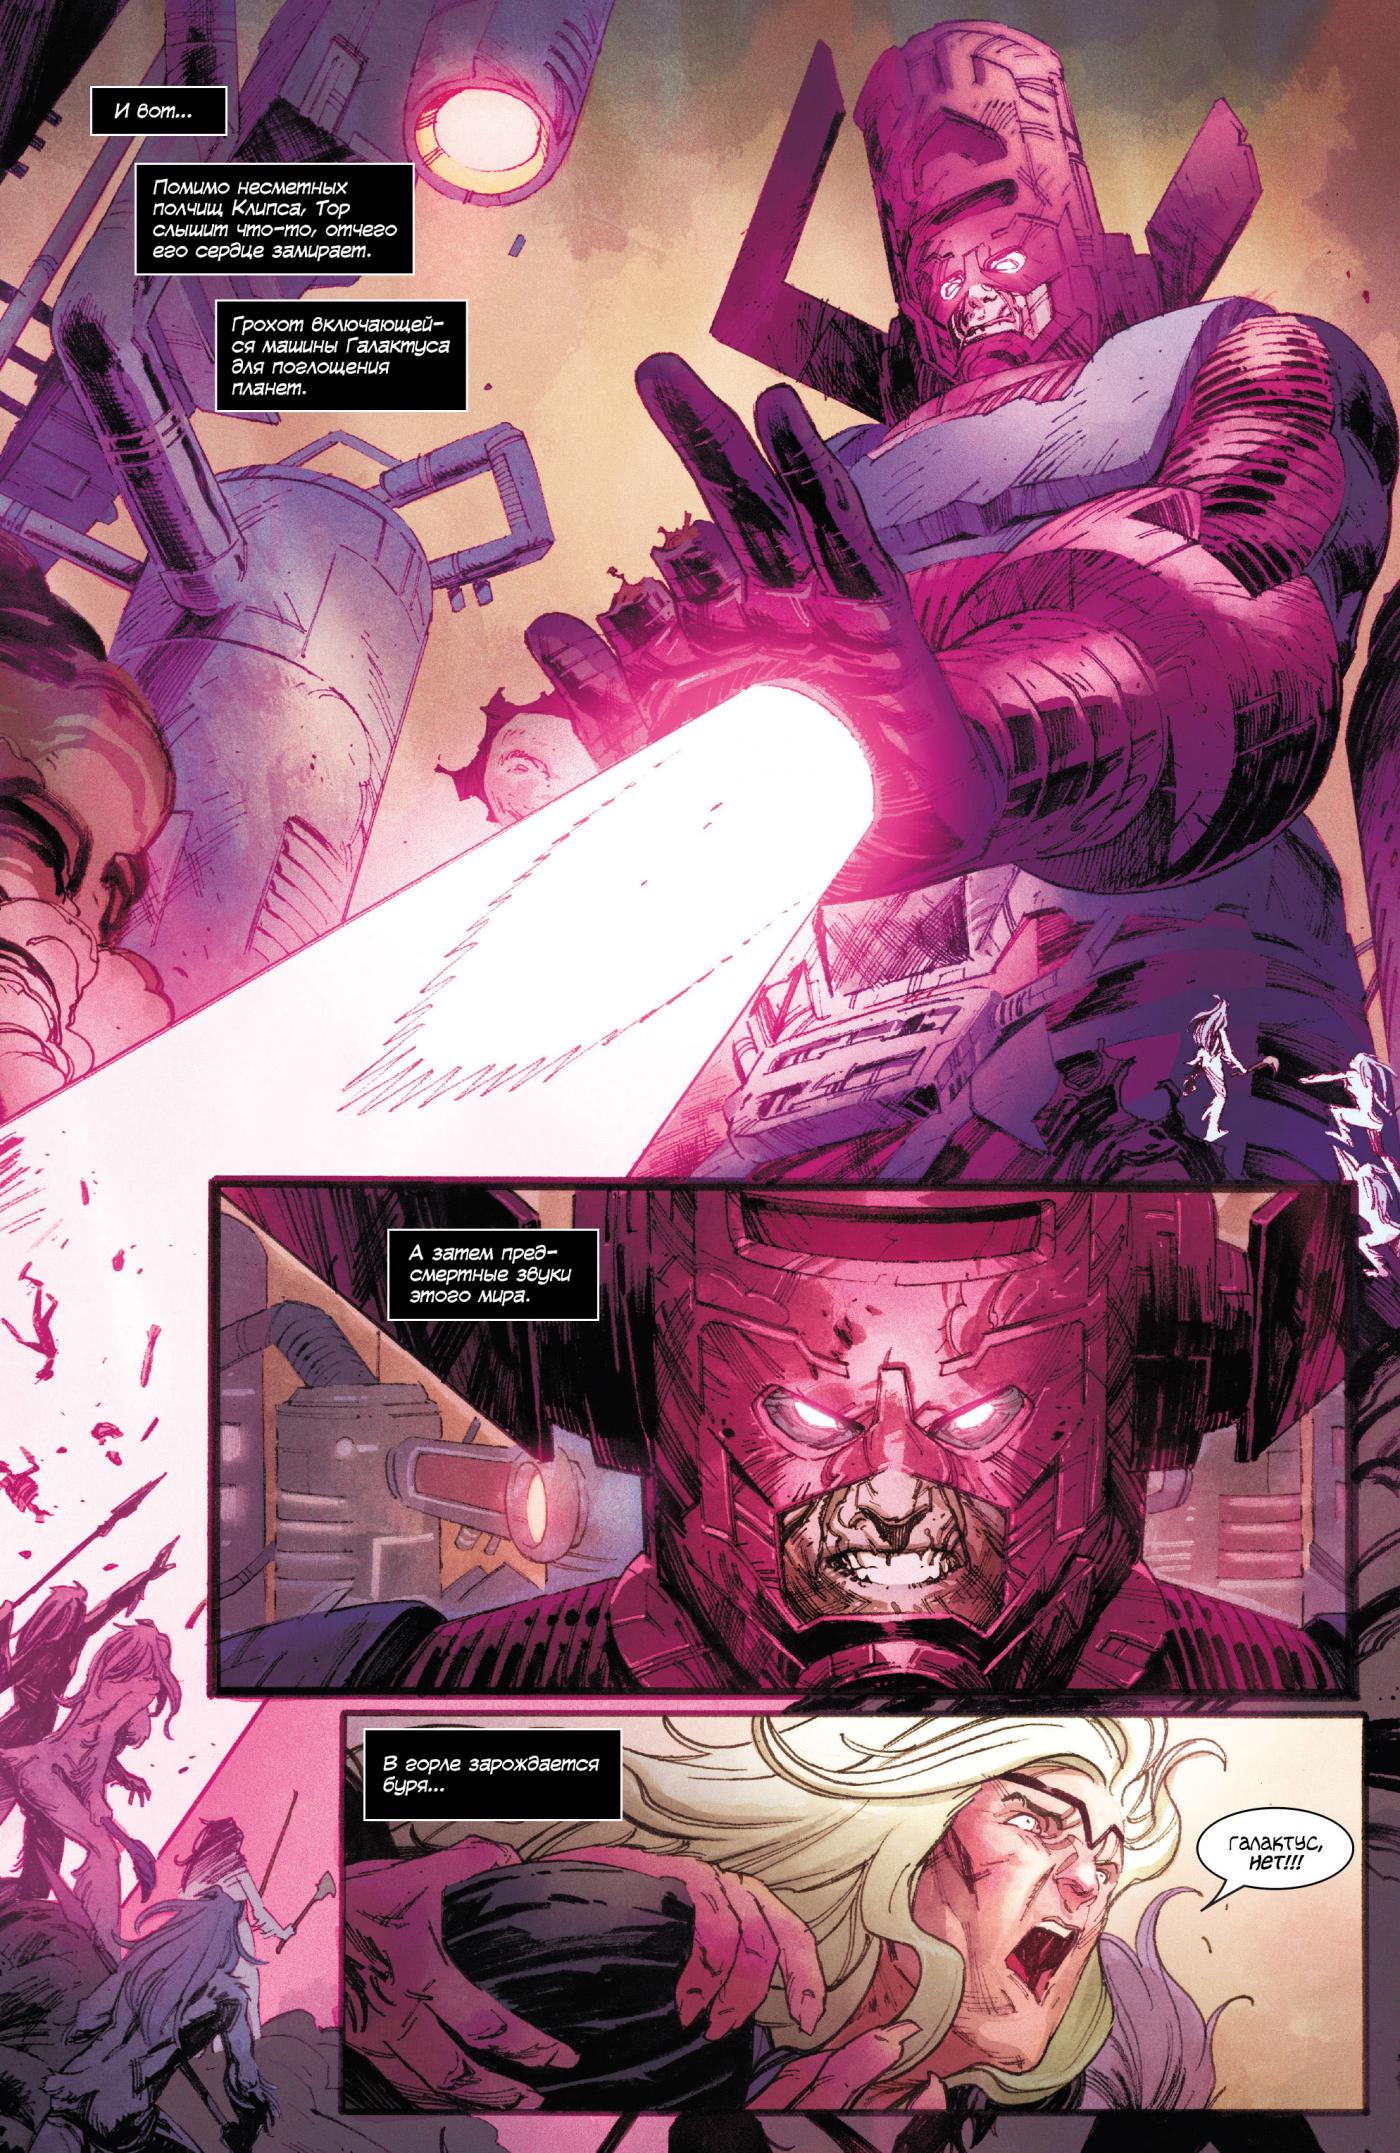 И вот...
Помимо несметных
полчищ Клипса, Тор
слышит что-то, отчего
его сердце замирает.
Грохот включающей-
ся машины Галактуса
для поглощения
планет.
А затем пред-
смертные звуки
этого мира.
В горле зарождается
буря...
Галактус,
нет!!!